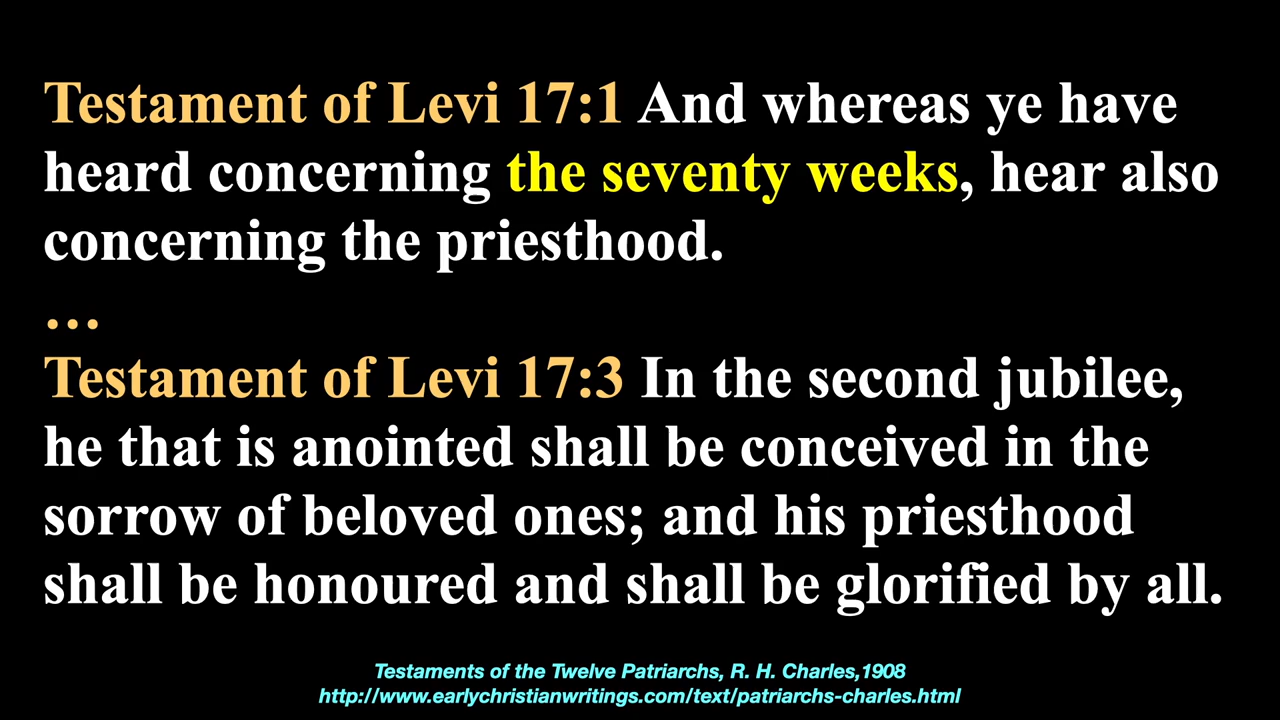 Testament of Levi 17:1 And whereas ye have
heard concerning the seventy weeks, hear also
concerning the priesthood.
…
Testament of Levi 17:3 In the second jubilee,
he that is anointed shall be conceived in the
sorrow of beloved ones; and his priesthood
shall be honoured and shall be glorified by all.
Testaments of the Twelve Patriarchs, R. H. Charles,1908
http://www.earlychristianwritings.com/text/patriarchs-charles.html